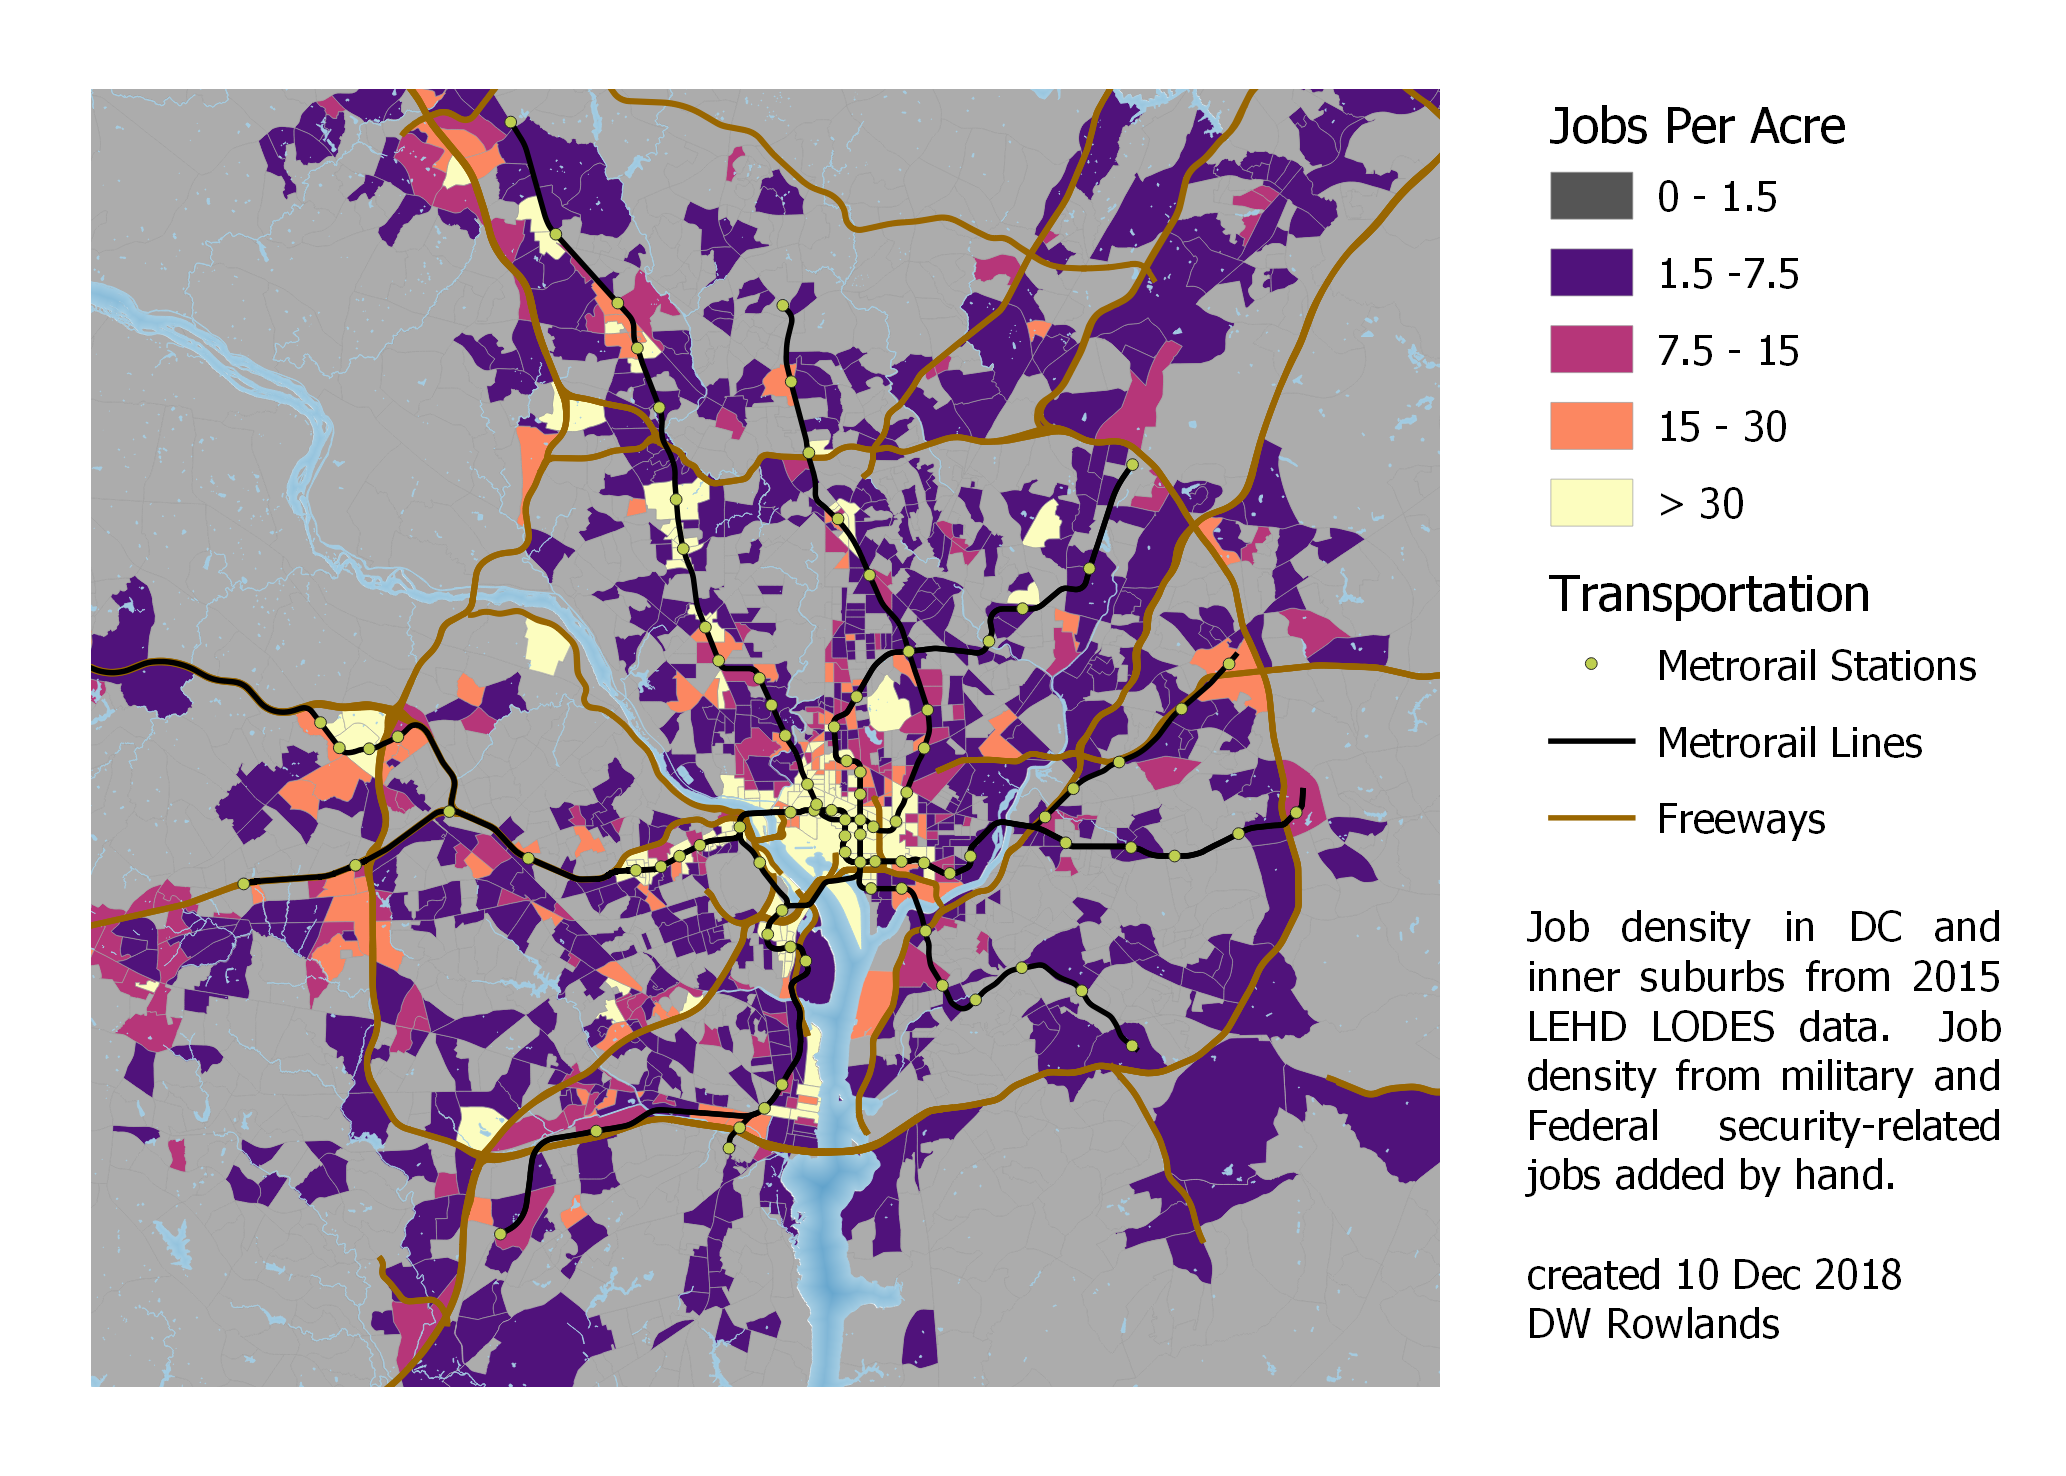 Jobs Per Acre
0 - 1.5
1.5 -7.5
7.5 - 15
15 - 30
> 30
Transportation
Metrorail Stations
Metrorail Lines
Freeways
Job density in DC and
inner suburbs from 2015
LEHD LODES data. Job
density from military and
Federal security-related
jobs added by hand.
created 10 Dec 2018
DW Rowlands